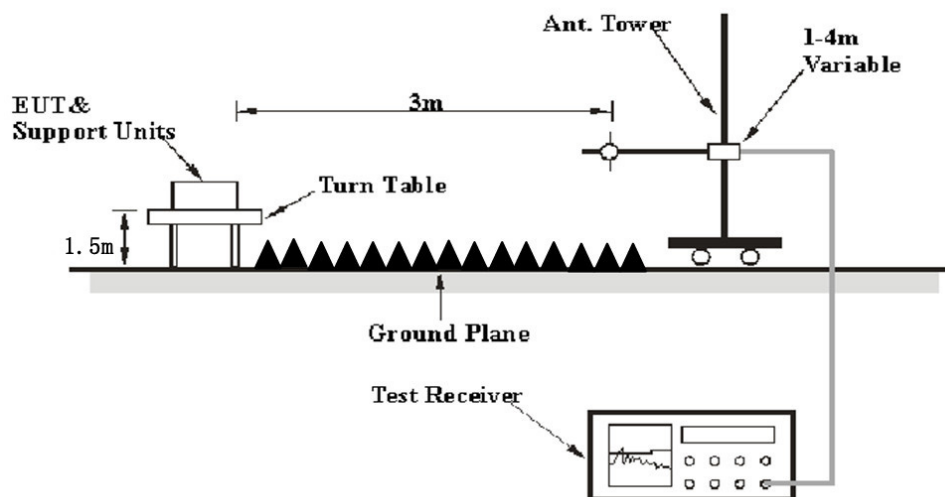 Ant. Tower
1-4m
Variable
3m
EUT&
Support Units
Turn Table
1.5m
Ground Plane
Test Receiver